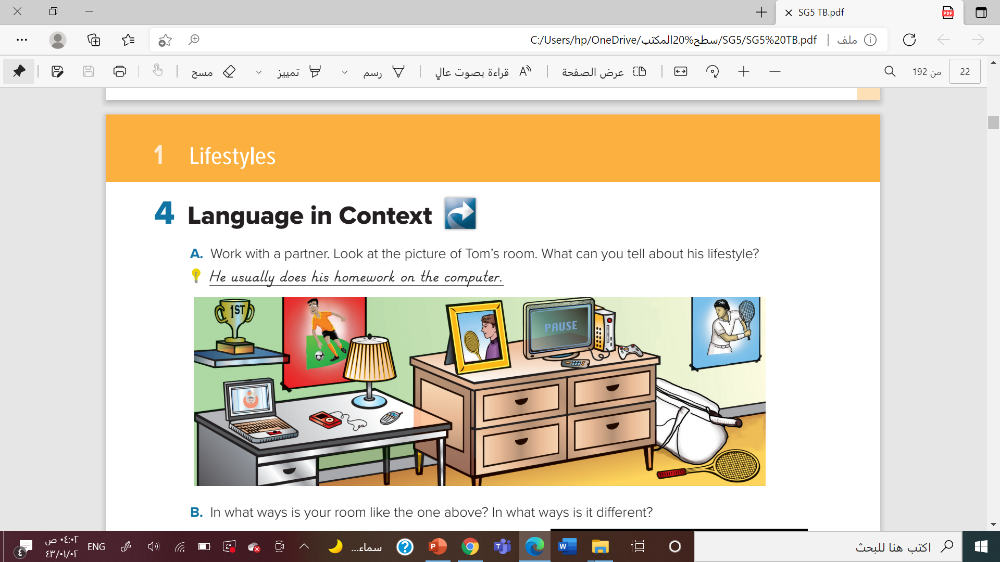 SG5 TB.pdf
C:/Users/hp/OneDrive/سطح%20المكتب/SG5/SG5%20TB.pdf
ملف
مسح
تمييز
رسم
قراءة بصوت عالٍ
عرض الصفحة
من 192
22
1 Lifestyles
4 Language in Context
A. Work with a partner. Look at the picture of Tom's room. What can you tell about his lifestyle?
He usually does his homework on the computer.
1ST
PAUSE
B. In what ways is your room like the one above? In what ways is it different?
٠٤:٠٢ ص
٤٣/٠١/٠٢
٤
ENG
سماء...
اكتب هنا للبحث